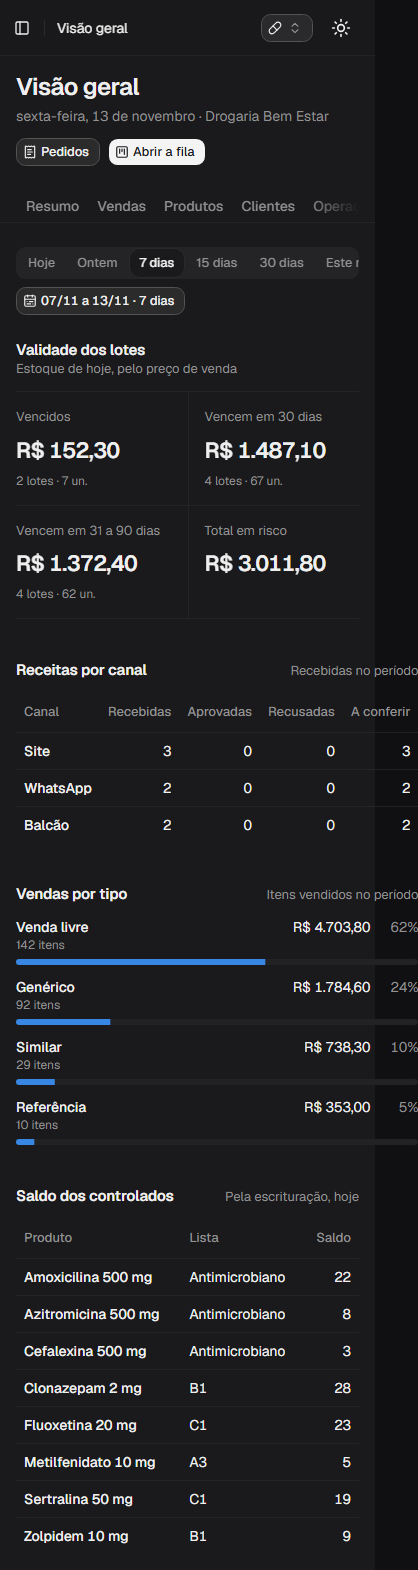 Visão geral
Visão geral
sexta-feira, 13 de novembro · Drogaria Bem Estar
Pedidos Abrir a fila
Resumo Vendas Produtos Clientes
Hoje Ontem 7 dias 15 dias 30 dias Este
07/11 a 13/11 · 7 dias
Validade dos lotes
Estoque de hoje, pelo preço de venda
Vencidos Vencem em 30 dias
R$ 152,30 R$ 1.487,10
2 lotes · 7 un. 4 lotes · 67 un.
Vencem em 31 a 90 dias Total em risco
R$ 1.372,40 R$ 3.011,80
4 lotes · 62 un.
Receitas por canal Recebidas no período
Canal Recebidas Aprovadas Recusadas A conferir
Site 3 0 0 3
WhatsApp 2 0 0 2
Balcão 2 0 0 2
Vendas por tipo Itens vendidos no período
Venda livre R$ 4.703,80 62%
142 itens
Genérico R$ 1.784,60 24%
92 itens
Similar R$ 738,30 10%
29 itens
Referência R$ 353,00 5%
10 itens
Saldo dos controlados Pela escrituração, hoje
Produto Lista Saldo
Amoxicilina 500 mg Antimicrobiano 22
Azitromicina 500 mg Antimicrobiano 8
Cefalexina 500 mg Antimicrobiano 3
Clonazepam 2 mg B1 28
Fluoxetina 20 mg C1 23
Metilfenidato 10 mg A3 5
Sertralina 50 mg C1 19
Zolpidem 10 mg B1 9